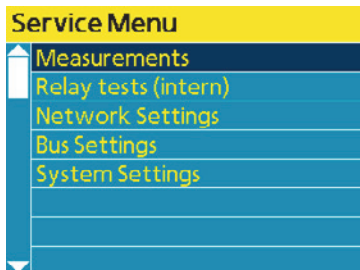 Service Menu
Measurements
Relay tests (intern)
Network Settings
Bus Settings
System Settings